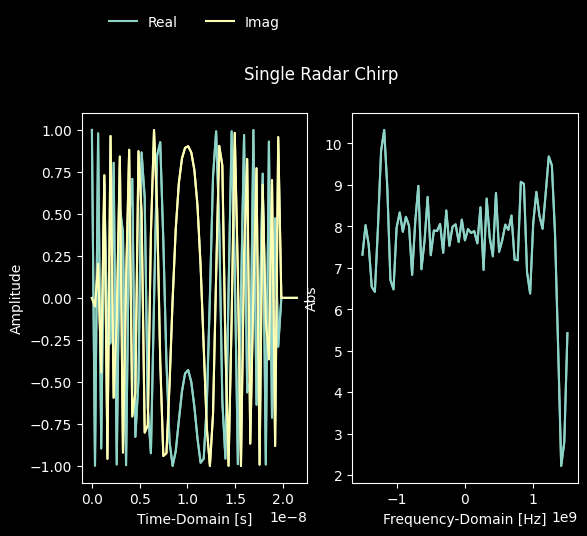 Real Imag
Single Radar Chirp
Amplitude
1.00
0.75
0.50
0.25
0.00
−0.25
−0.50
−0.75
−1.00
0.0 0.5 1.0 1.5 2.0
1e−8
Time-Domain [s]
Abs
10
9
8
7
6
5
4
3
2
−1 0 1
1e9
Frequency-Domain [Hz]